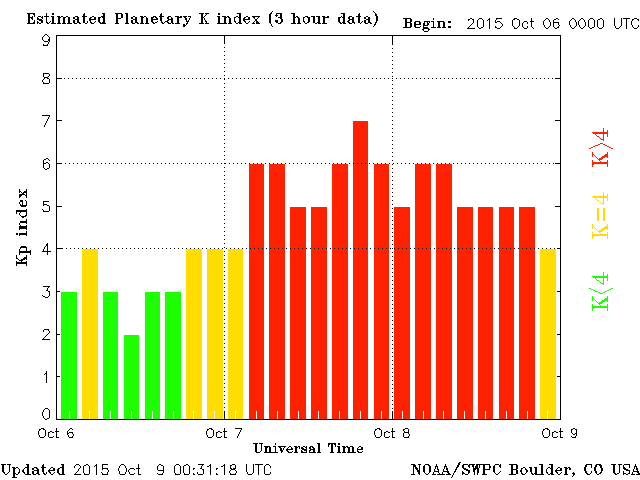 Estimated Planetary K index (3 hour data)
Begin: 2015 Oct 06 0000 UTC
9
8
7
6
5
4
3
2
1
0
Kp index
K>4
K=4
K<4
Oct 6
Oct 7
Oct 8
Oct 9
Universal Time
Updated 2015 Oct 9 00:31:18 UTC
NOAA/SWPC Boulder, CO USA